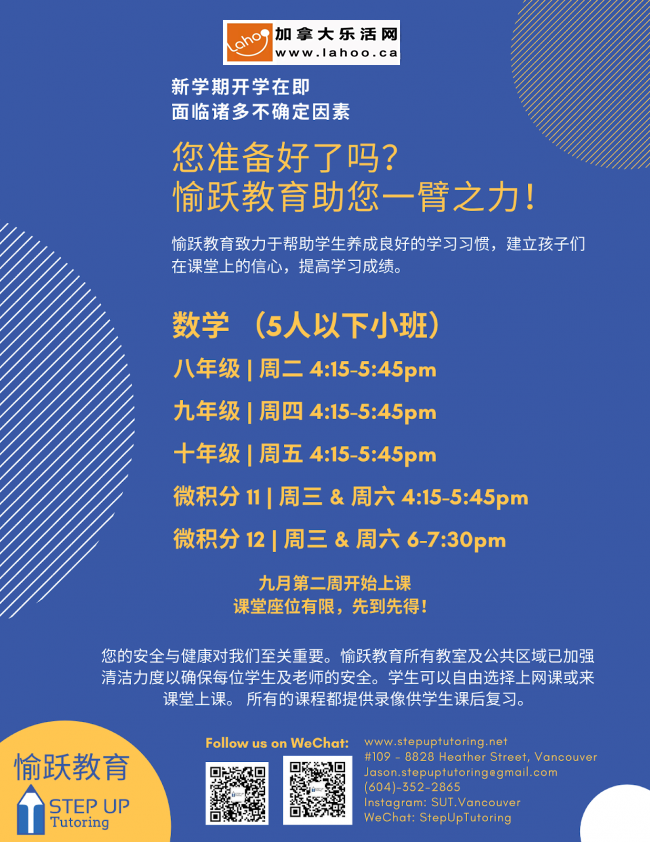 Lahoo
加拿大乐活网
www.lahoo.ca
新学期开学在即
面临诸多不确定因素
您准备好了吗？
愉跃教育助您一臂之力！
愉跃教育致力于帮助学生养成良好的学习习惯，建立孩子们
在课堂上的信心，提高学习成绩。
数学 （5人以下小班）
八年级 | 周二 4:15-5:45pm
九年级 | 周四 4:15-5:45pm
十年级 | 周五 4:15-5:45pm
微积分 11 | 周三 & 周六 4:15-5:45pm
微积分 12 | 周三 & 周六 6-7:30pm
九月第二周开始上课
课堂座位有限，先到先得！
您的安全与健康对我们至关重要。愉跃教育所有教室及公共区域已加强
清洁力度以确保每位学生及老师的安全。学生可以自由选择上网课或来
课堂上课。 所有的课程都提供录像供学生课后复习。
愉跃教育
STEP UP
Tutoring
Follow us on WeChat:
www.stepuptutoring.net
#109 - 8828 Heather Street, Vancouver
Jason.stepuptutoring@gmail.com
(604)-352-2865
Instagram: SUT.Vancouver
WeChat: StepUpTutoring